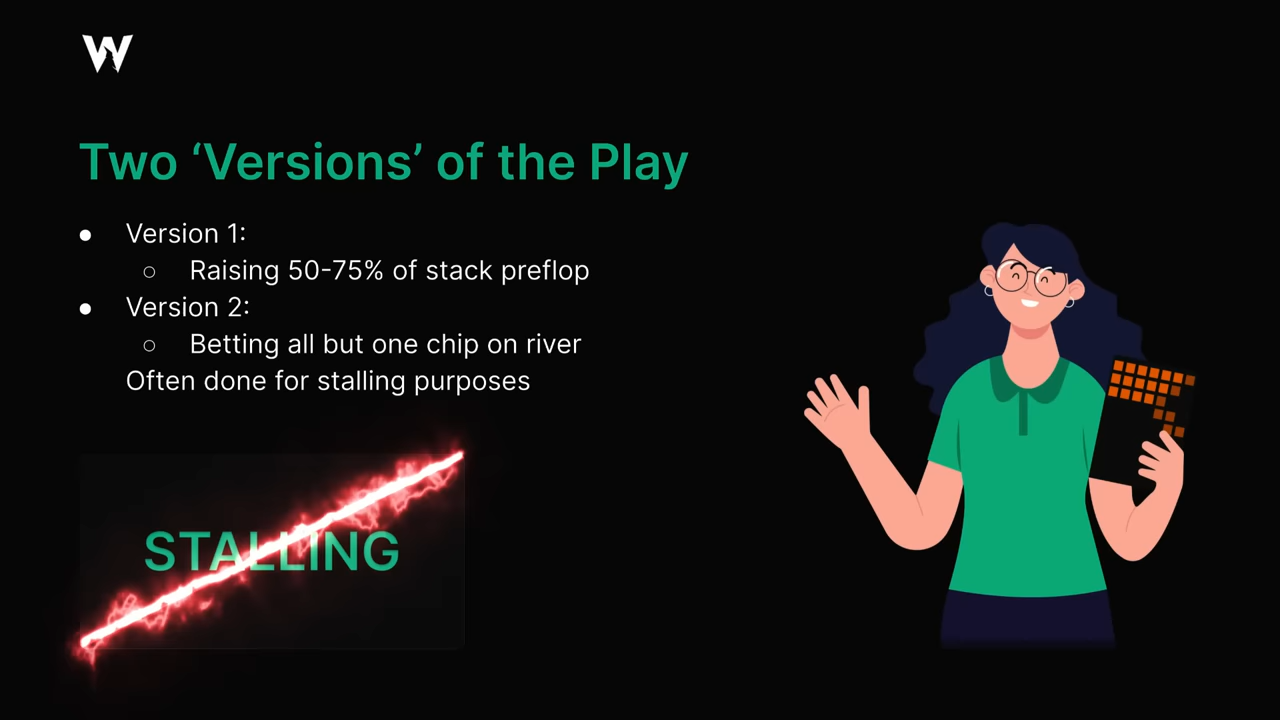 W
Two ‘Versions’ of the Play
● Version 1:
○ Raising 50-75% of stack preflop
● Version 2:
○ Betting all but one chip on river
Often done for stalling purposes
STALLING